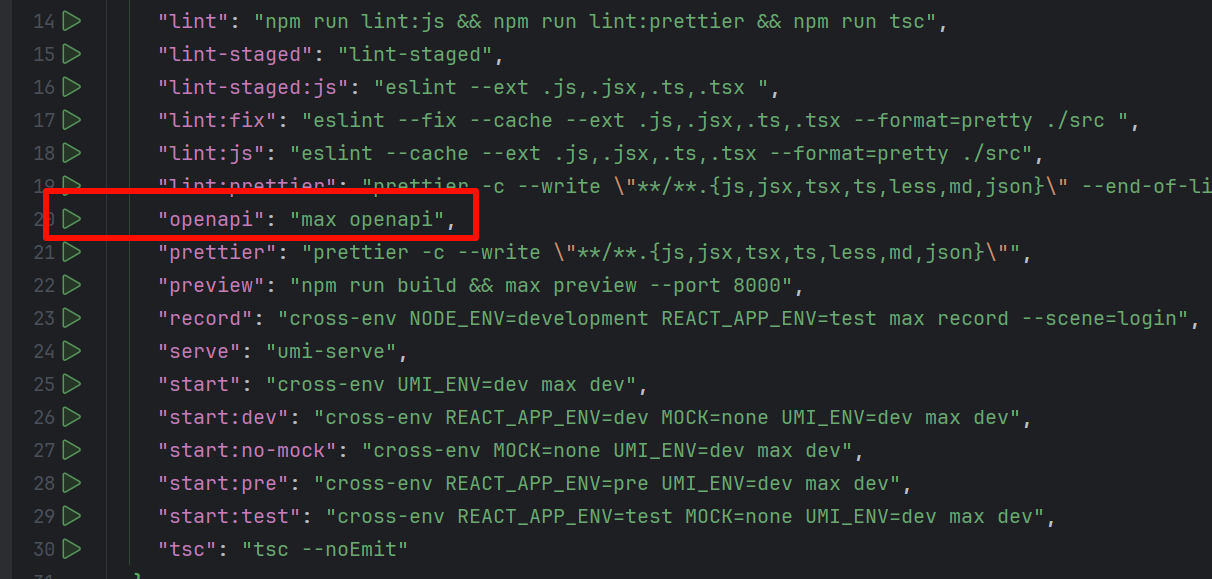 14 "lint": "npm run lint:js && npm run lint:prettier && npm run tsc",
15 "lint-staged": "lint-staged",
16 "lint-staged:js": "eslint --ext .js,.jsx,.ts,.tsx ",
17 "lint:fix": "eslint --fix --cache --ext .js,.jsx,.ts,.tsx --format=pretty ./src ",
18 "lint:js": "eslint --cache --ext .js,.jsx,.ts,.tsx --format=pretty ./src",
19 "lint:prettier": "prettier -c --write \"**/**.{js,jsx,tsx,ts,less,md,json}\" --end-of-li
20 "openapi": "max openapi",
21 "prettier": "prettier -c --write \"**/**.{js,jsx,tsx,ts,less,md,json}\"",
22 "preview": "npm run build && max preview --port 8000",
23 "record": "cross-env NODE_ENV=development REACT_APP_ENV=test max record --scene=login",
24 "serve": "umi-serve",
25 "start": "cross-env UMI_ENV=dev max dev",
26 "start:dev": "cross-env REACT_APP_ENV=dev MOCK=none UMI_ENV=dev max dev",
27 "start:no-mock": "cross-env MOCK=none UMI_ENV=dev max dev",
28 "start:pre": "cross-env REACT_APP_ENV=pre UMI_ENV=dev max dev",
29 "start:test": "cross-env REACT_APP_ENV=test MOCK=none UMI_ENV=dev max dev",
30 "tsc": "tsc --noEmit"